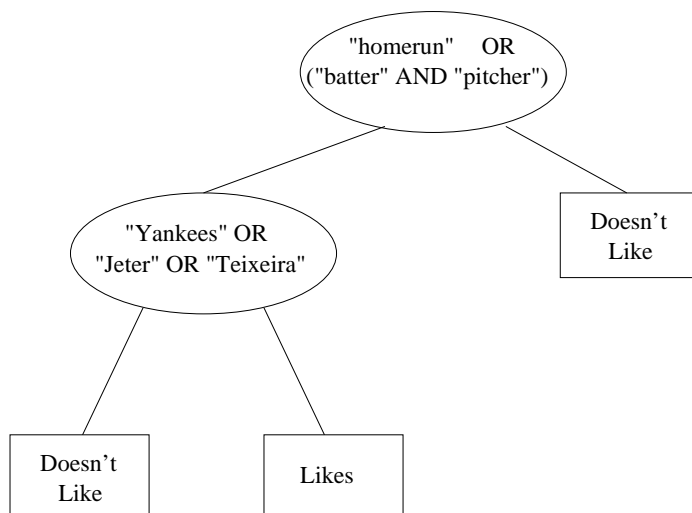 "homerun" OR
("batter" AND "pitcher")
"Yankees" OR
"Jeter" OR "Teixeira"
Doesn't
Like
Doesn't
Like
Likes